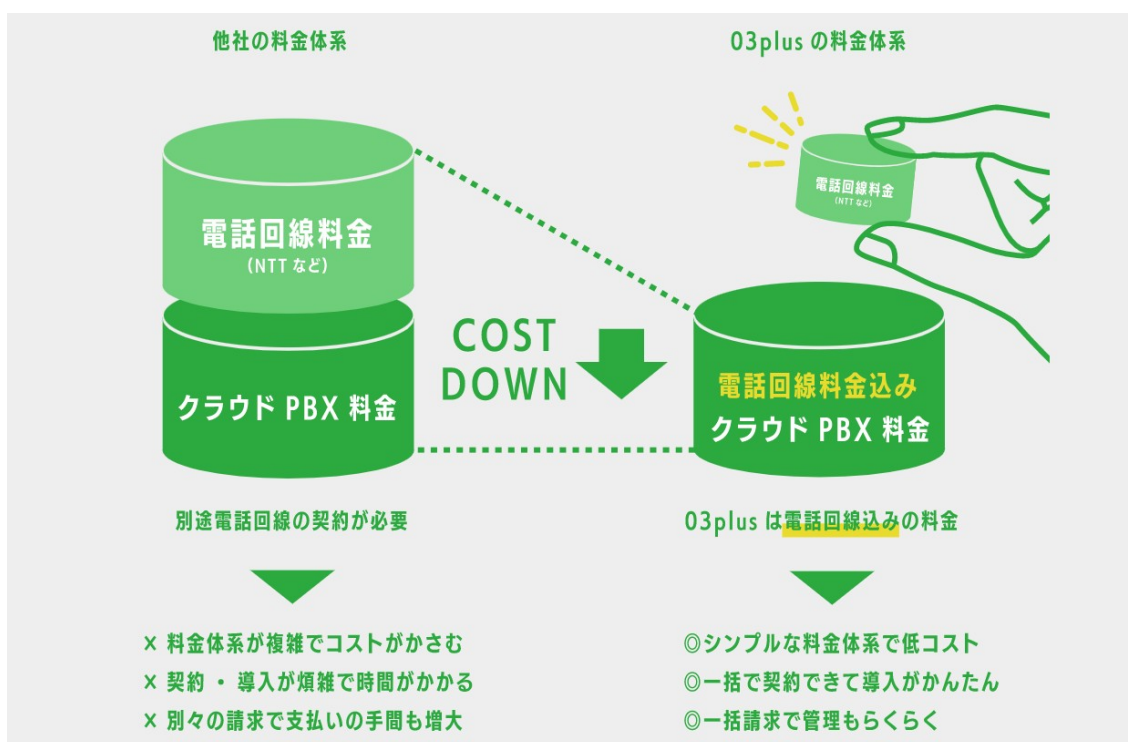 他社の料金体系
03plus の料金体系
電話回線料金
(NTT など)
クラウド PBX 料金
COST
DOWN
電話回線料金
(NTT など)
電話回線料金込み
クラウド PBX 料金
別途電話回線の契約が必要
03plus は電話回線込みの料金
× 料金体系が複雑でコストがかさむ
× 契約 ・ 導入が煩雑で時間がかかる
× 別々の請求で支払いの手間も増大
◎シンプルな料金体系で低コスト
◎一括で契約できて導入がかんたん
◎一括請求で管理もらくらく